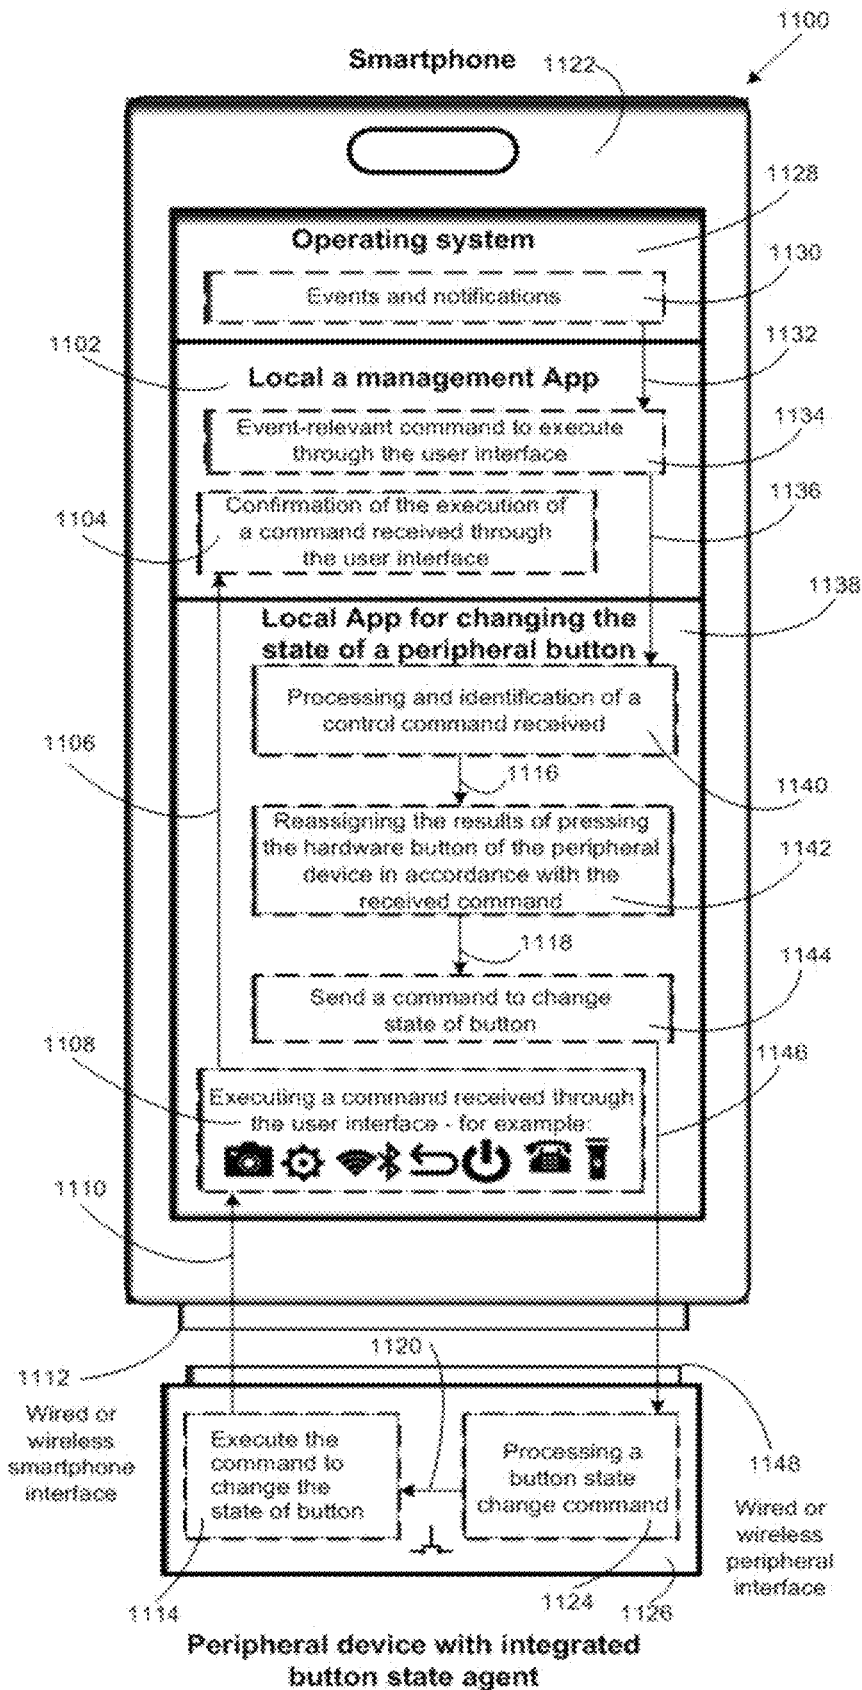 1100
Smartphone
1122
1128
Operating system
1130
Events and notifications
1102
1132
Local a management App
1134
Event-relevant command to execute
through the user interface
1136
1104
Confirmation of the execution of
a command received through
the user interface
1138
Local App for changing the
state of a peripheral button
Processing and identification of a
control command received
1106
1116
1140
Reassigning the results of pressing
the hardware button of the peripheral
device in accordance with the
received command
1142
1118
1144
Send a command to change
state of button
1108
1146
Executing a command received through
the user interface - for example:
1110
1120
1112
Wired or
wireless
smartphone
interface
Execute the
command to
change the
state of button
Processing a
button state
change command
1148
Wired or
wireless
peripheral
interface
1114
1124
1126
Peripheral device with integrated
button state agent